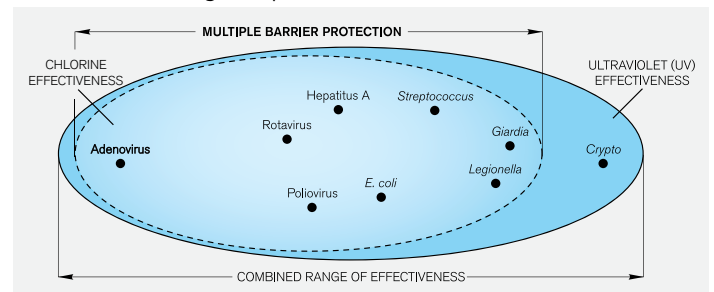 MULTIPLE BARRIER PROTECTION
CHLORINE
EFFECTIVENESS
ULTRAVIOLET (UV)
EFFECTIVENESS
Hepatitus A
Streptococcus
Rotavirus
Giardia
Adenovirus
Crypto
Legionella
E. coli
Poliovirus
COMBINED RANGE OF EFFECTIVENESS